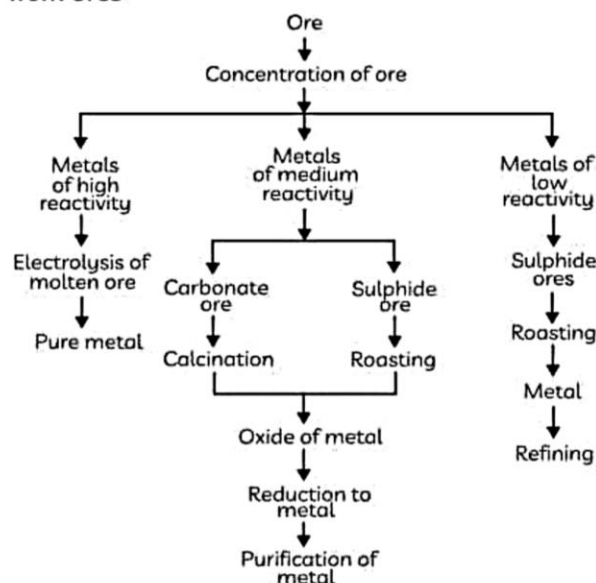 Ore
Concentration of ore
Metals
of high
reactivity
Electrolysis of
molten ore
Pure metal
Metals
of medium
reactivity
Carbonate
ore
Calcination
Sulphide
ore
Roasting
Oxide of metal
Reduction to
metal
Purification of
metal
Metals of
low
reactivity
Sulphide
ores
Roasting
Metal
Refining